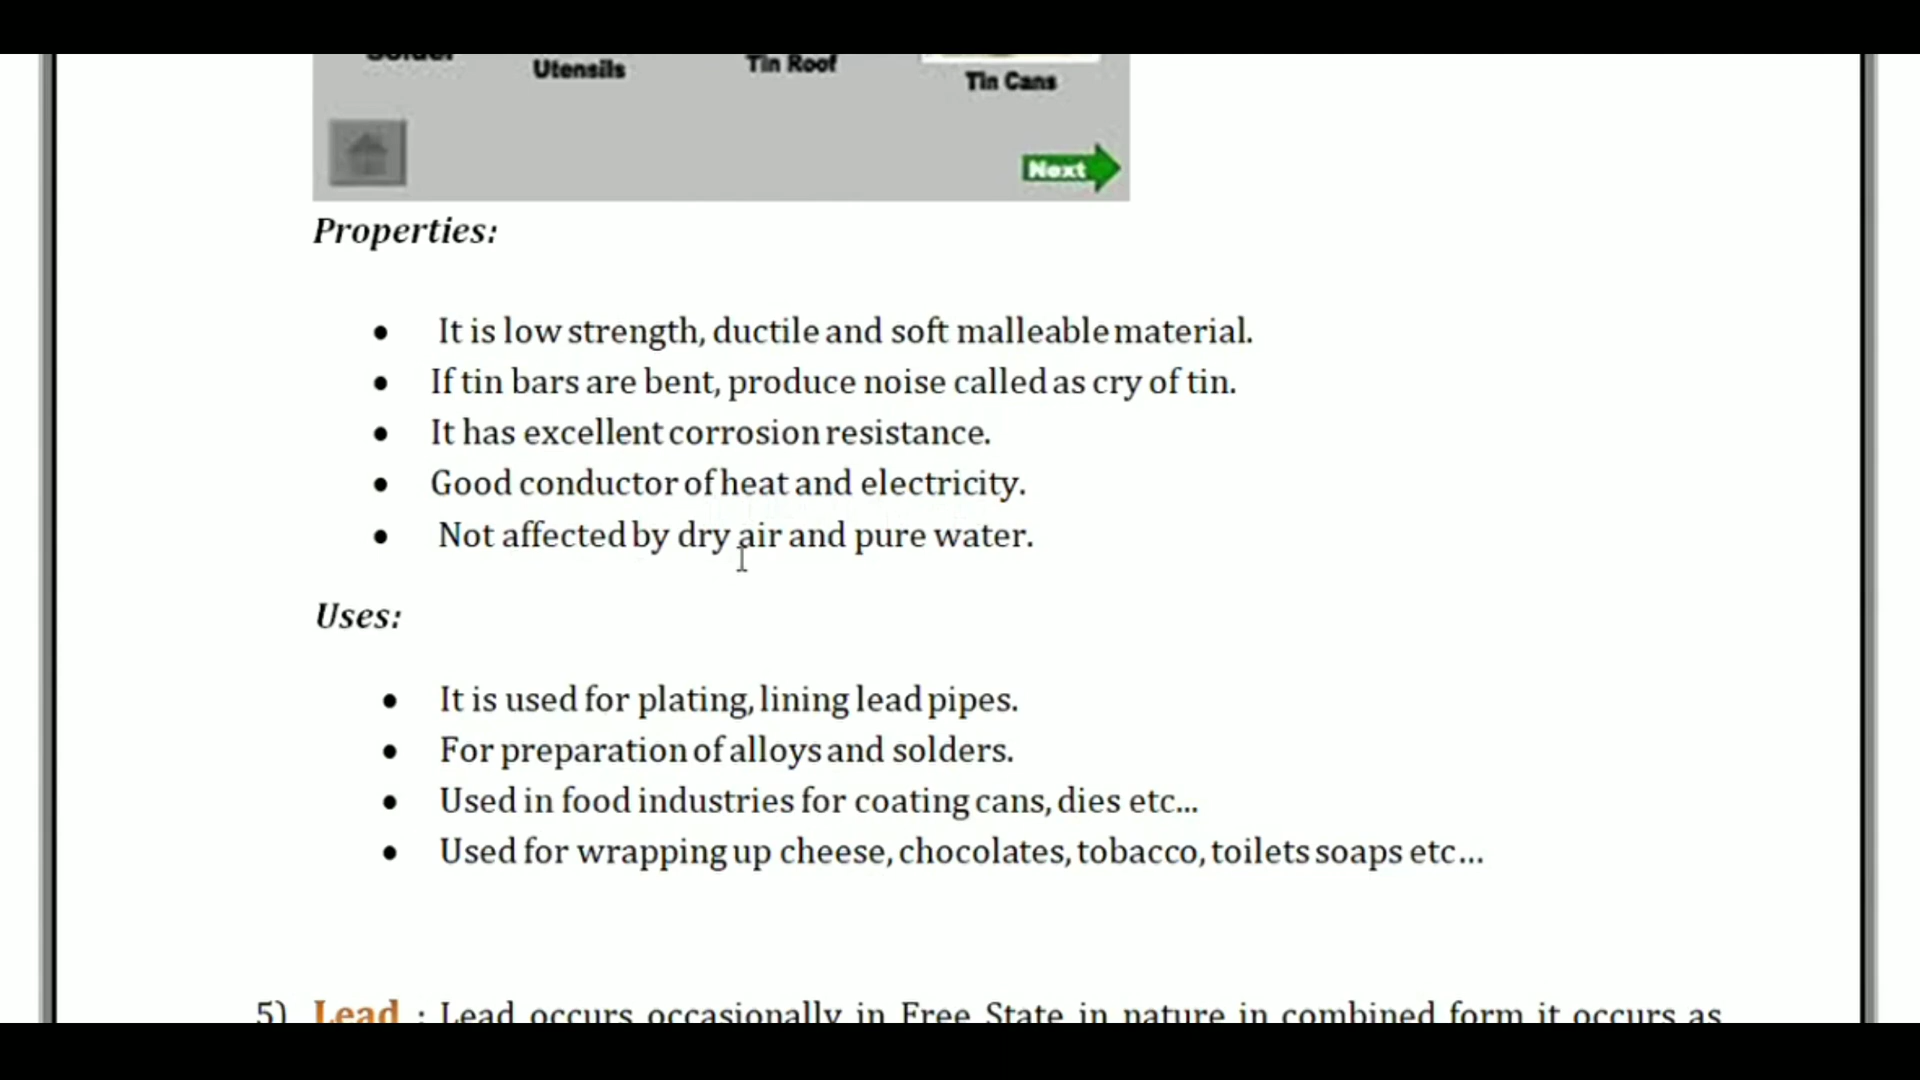 Solder
Utensils
Tin Roof
Tin Cans
Next
Properties:
• It is low strength, ductile and soft malleable material.
• If tin bars are bent, produce noise called as cry of tin.
• It has excellent corrosion resistance.
• Good conductor of heat and electricity.
• Not affected by dry air and pure water.
Uses:
• It is used for plating, lining lead pipes.
• For preparation of alloys and solders.
• Used in food industries for coating cans, dies etc...
• Used for wrapping up cheese, chocolates, tobacco, toilets soaps etc...
5) Lead : Lead occurs occasionally in Free State in nature in combined form it occurs as